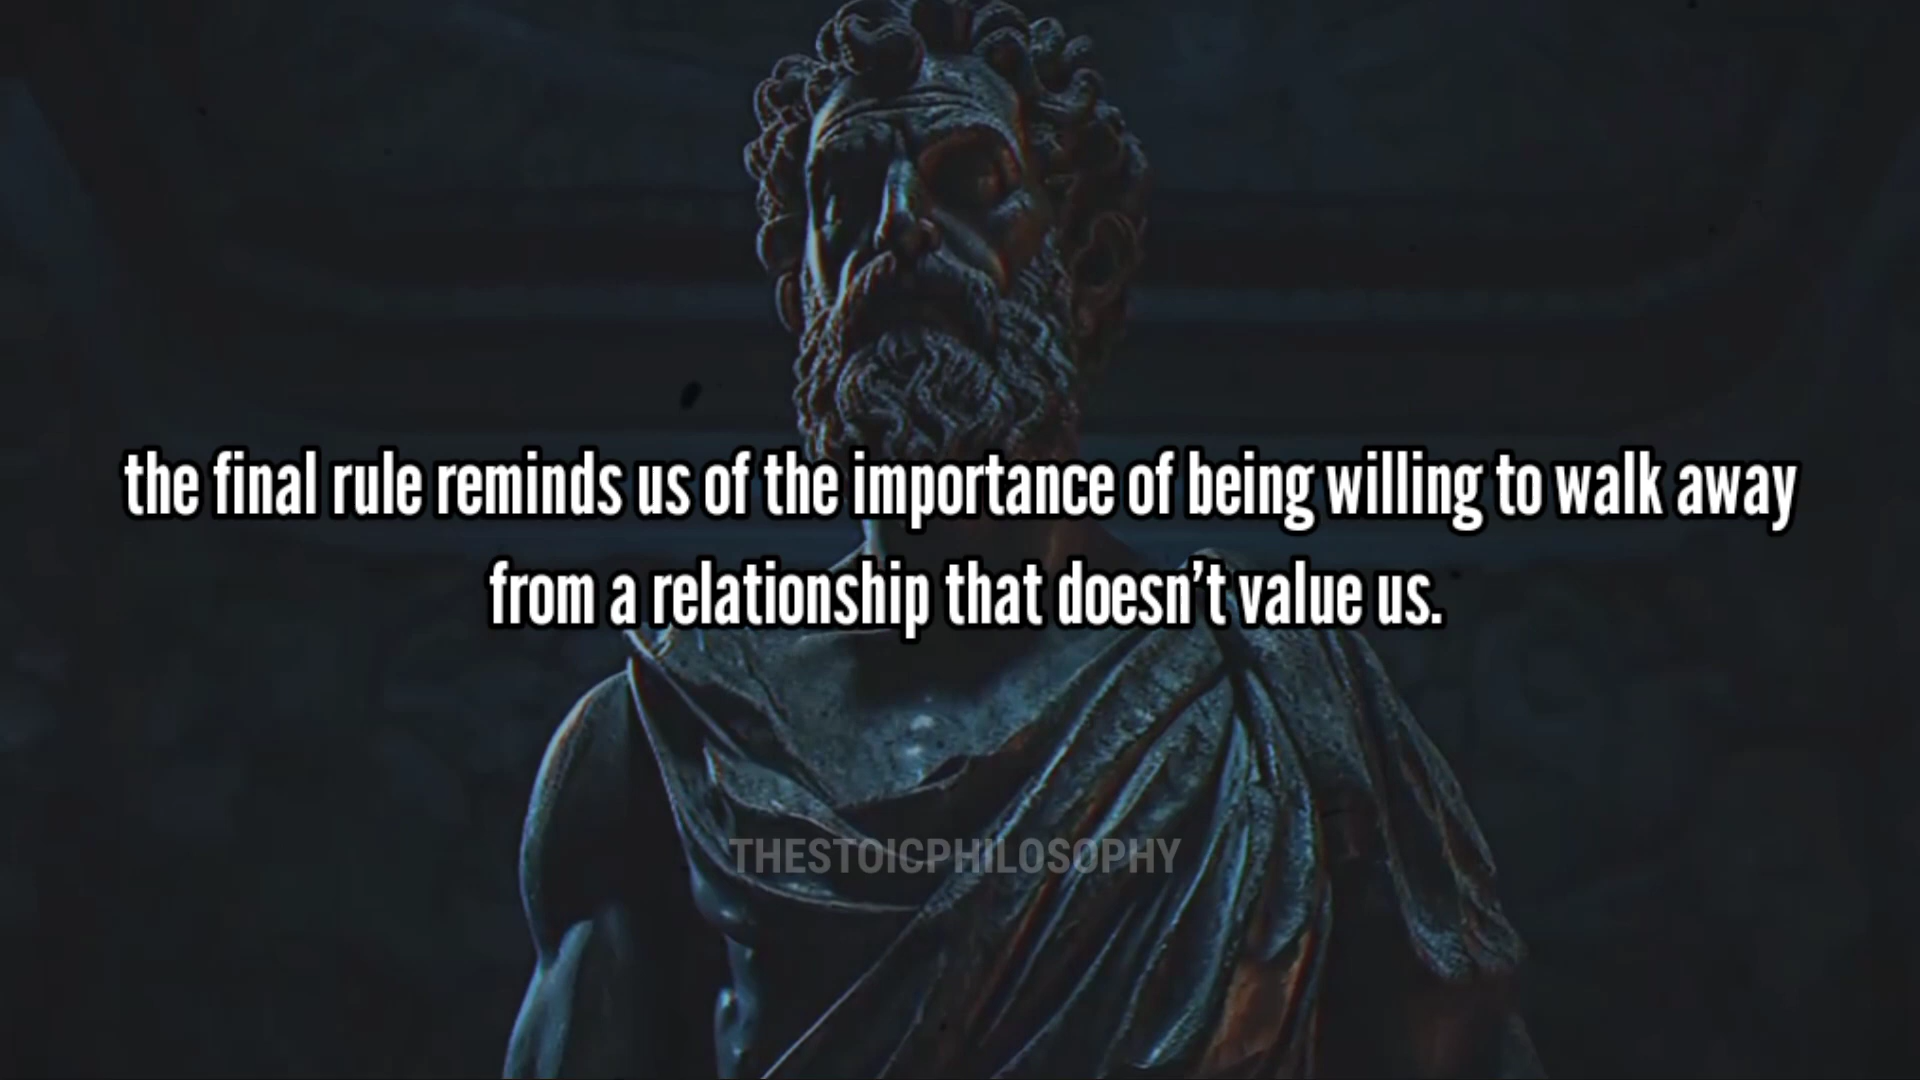 the final rule reminds us of the importance of being willing to walk away
from a relationship that doesn’t value us.
THESTOICPHILOSOPHY